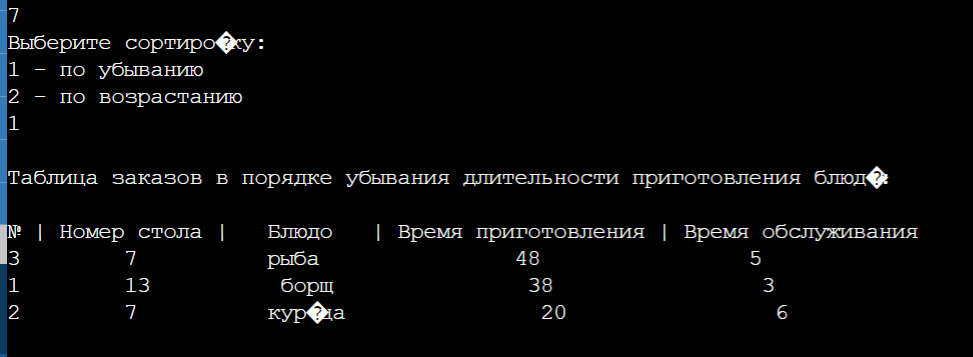 7
Выберите сортиро�ку:
1 - по убыванию
2 - по возрастанию
1
Таблица заказов в порядке убывания длительности приготовления блюд�:
№ | Номер стола | Блюдо | Время приготовления | Время обслуживания
3 7 рыба 48 5
1 13 борщ 38 3
2 7 кур�ца 20 6